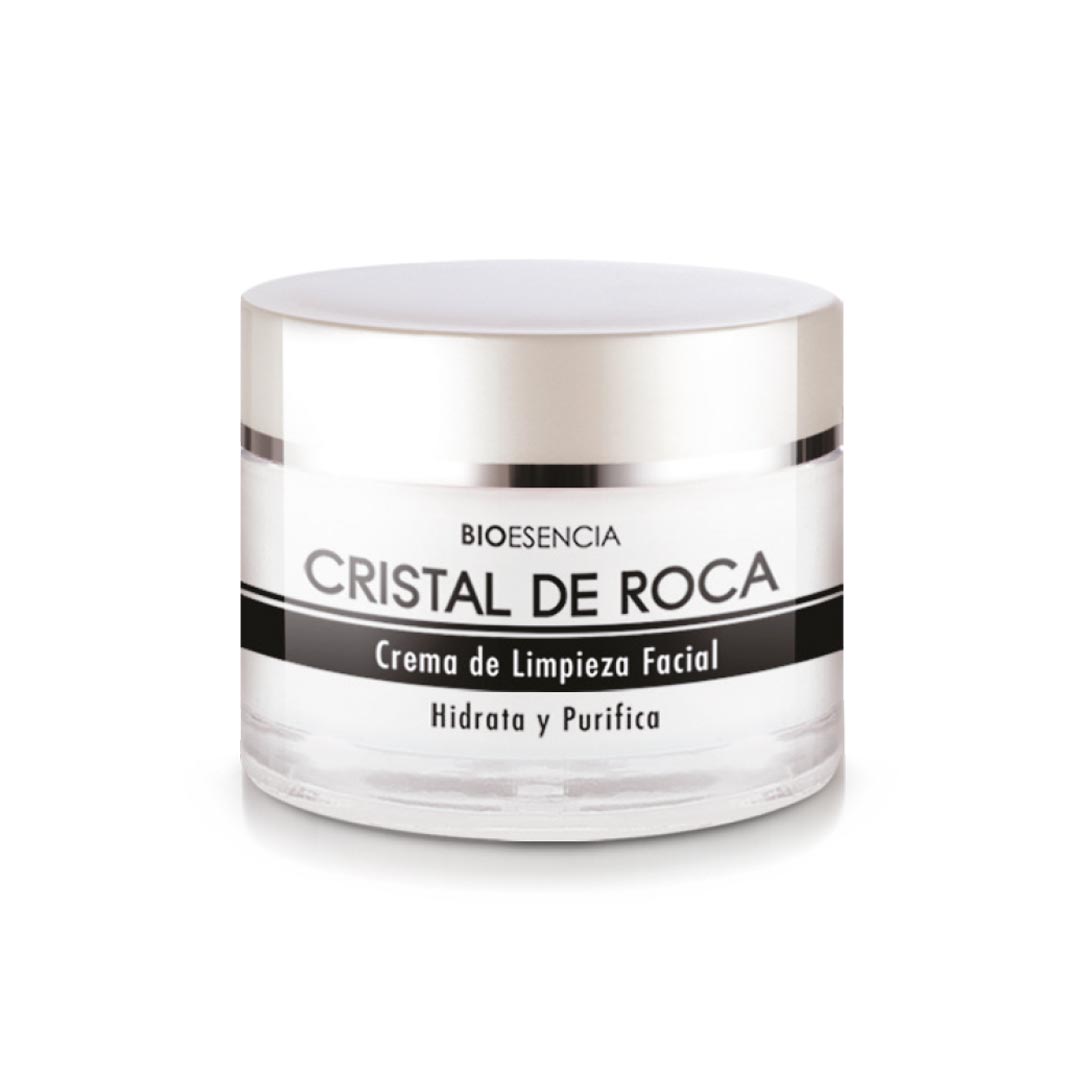 BIOESENCIA
CRISTAL DE ROCA
Crema de Limpieza Facial
Hidrata y Purifica